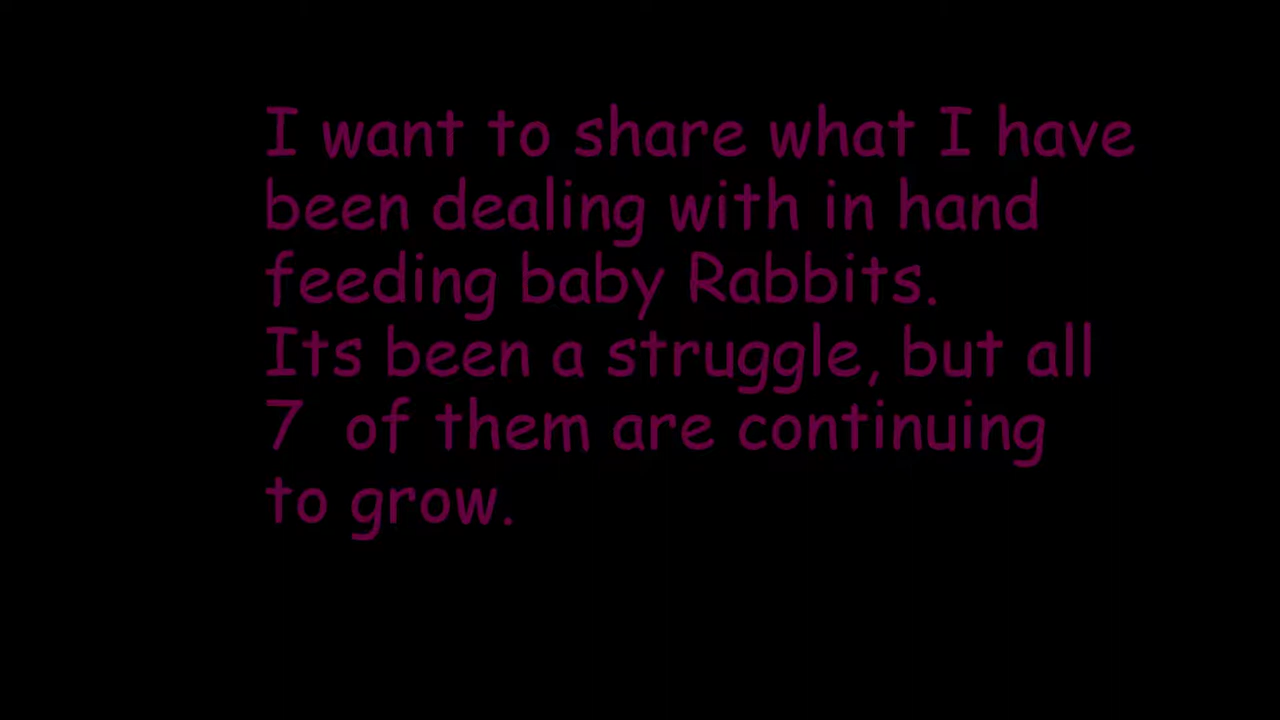 I want to share what I have
been dealing with in hand
feeding baby Rabbits.
Its been a struggle, but all
7  of them are continuing
to grow.